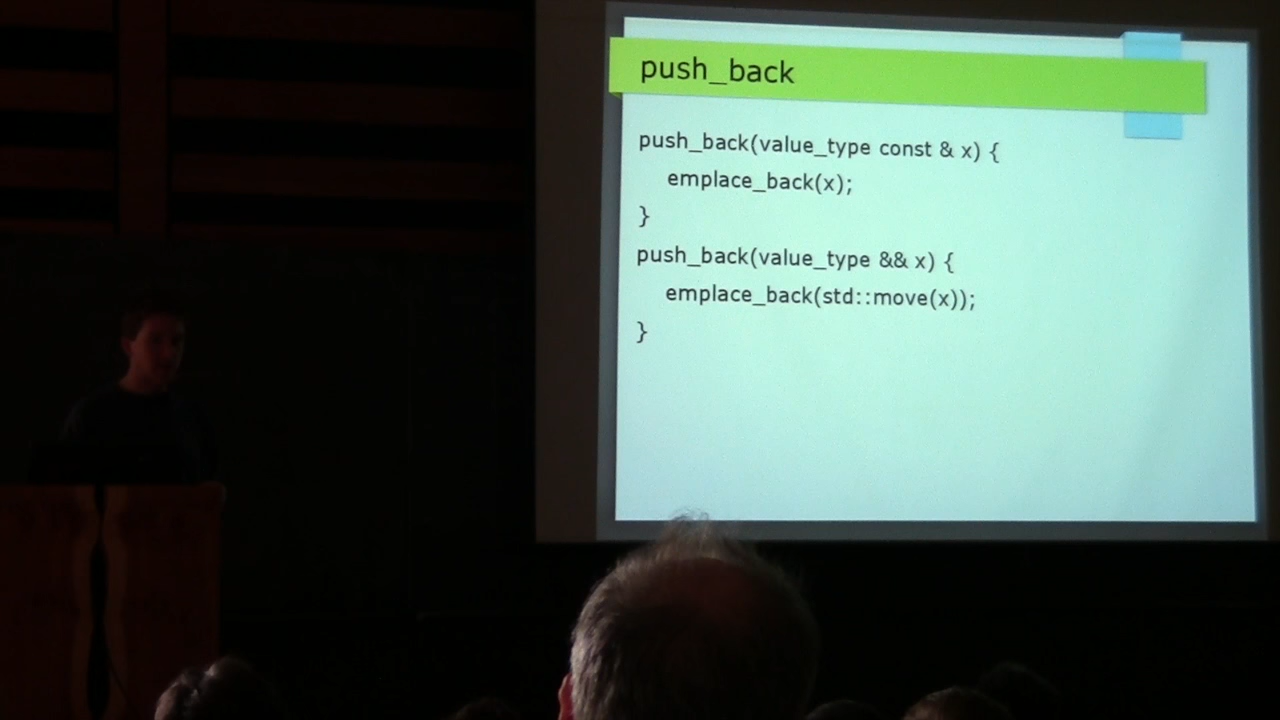 push_back
push_back(value_type const & x) {
emplace_back(x);
}
push_back(value_type && x) {
emplace_back(std::move(x));
}